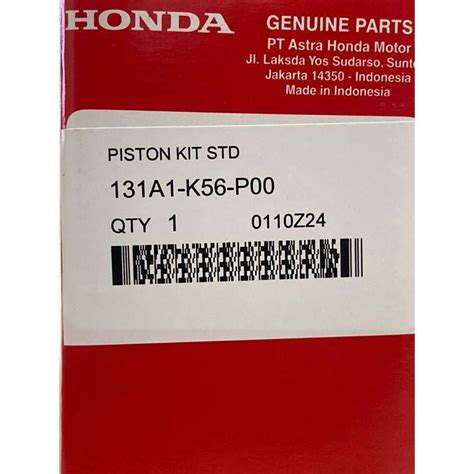 HONDA
GENUINE PARTS
PT Astra Honda Motor
Jl. Laksda Yos Sudarso,
Jakarta 14350 - Indonesia
Made in Indonesia
PISTON KIT STD
131A1-K56-P00
QTY 1 0110Z24